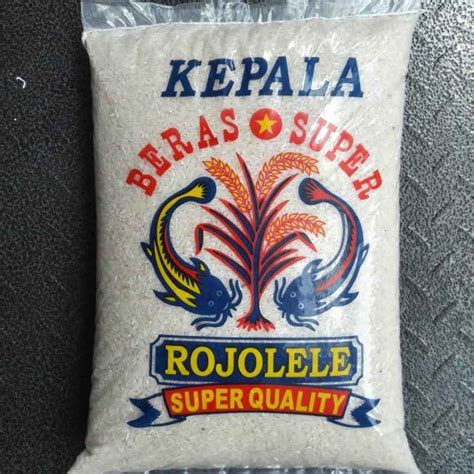 KEPALA
BERAS SUPER
ROJOLELE
SUPER QUALITY